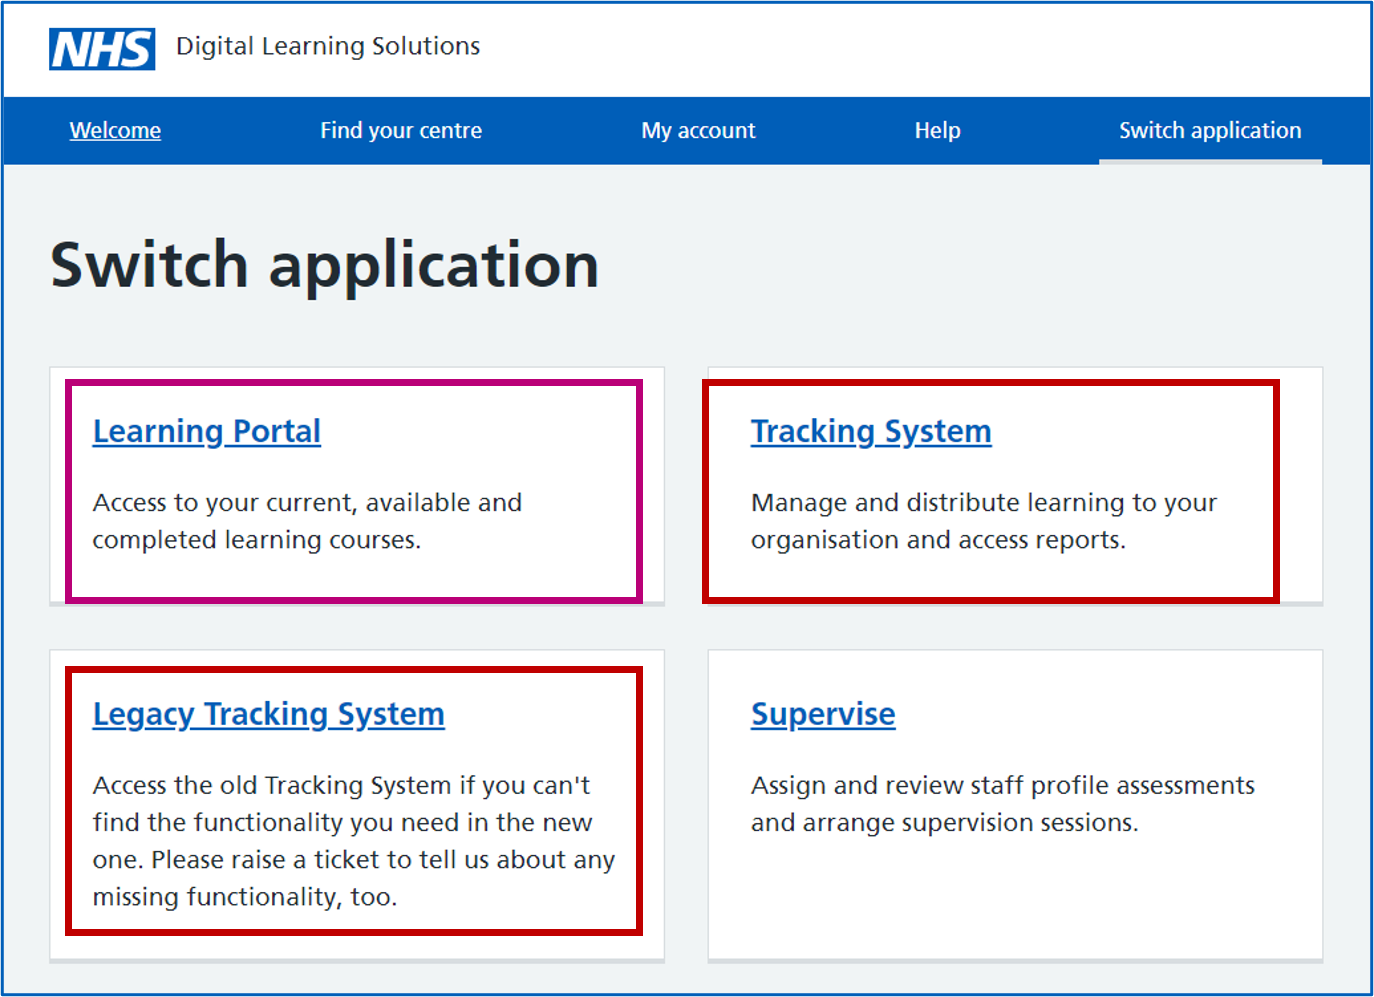 NHS Digital Learning Solutions
Welcome Find your centre My account Help Switch application
Switch application
Learning Portal
Access to your current, available and
completed learning courses.
Tracking System
Manage and distribute learning to your
organisation and access reports.
Legacy Tracking System
Access the old Tracking System if you can't
find the functionality you need in the new
one. Please raise a ticket to tell us about any
missing functionality, too.
Supervise
Assign and review staff profile assessments
and arrange supervision sessions.